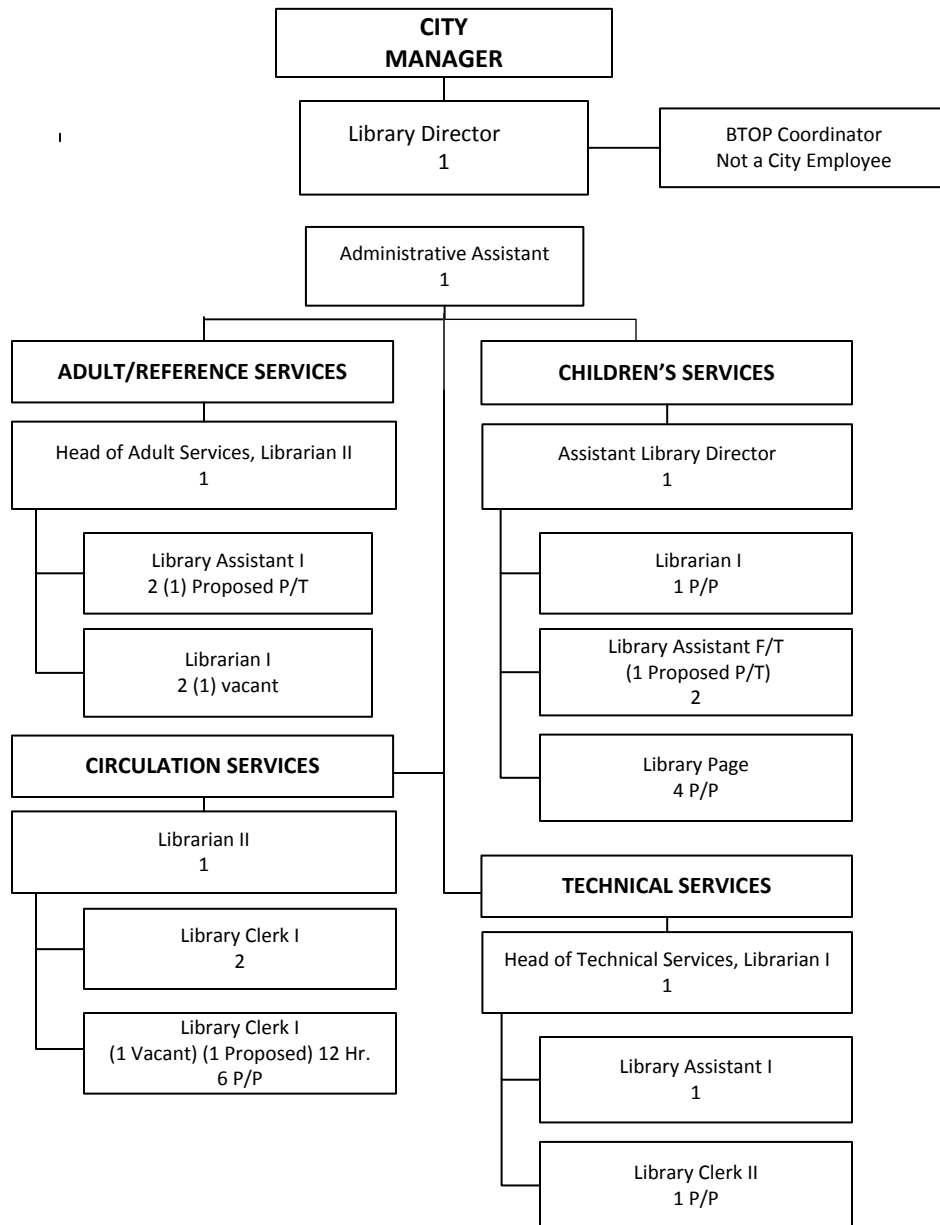 CITY
MANAGER
Library Director
1
BTOP Coordinator
Not a City Employee
Administrative Assistant
1
ADULT/REFERENCE SERVICES
Head of Adult Services, Librarian II
1
Library Assistant I
2 (1) Proposed P/T
Librarian I
2 (1) vacant
CIRCULATION SERVICES
Librarian II
1
Library Clerk I
2
Library Clerk I
(1 Vacant) (1 Proposed) 12 Hr.
6 P/P
CHILDREN’S SERVICES
Assistant Library Director
1
Librarian I
1 P/P
Library Assistant F/T
(1 Proposed P/T)
2
Library Page
4 P/P
TECHNICAL SERVICES
Head of Technical Services, Librarian I
1
Library Assistant I
1
Library Clerk II
1 P/P